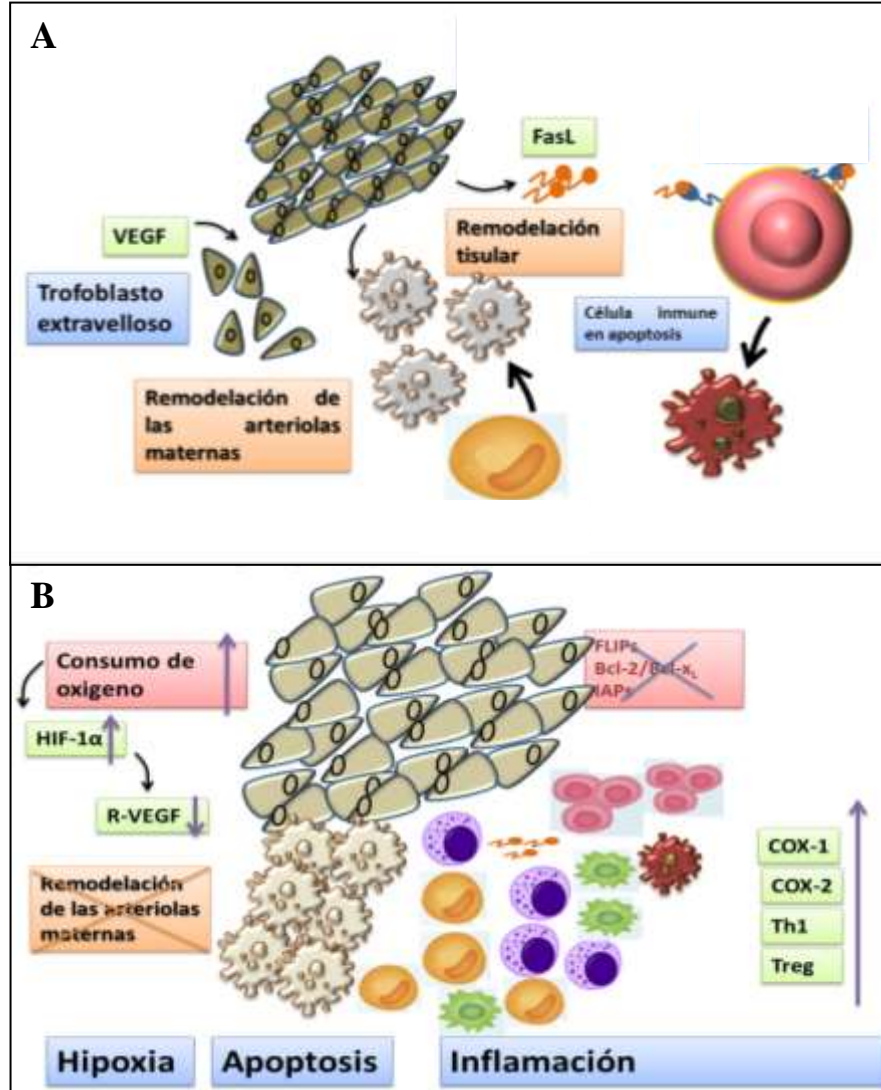 A
FasL
VEGF
Remodelación
tisular
Trofoblasto
extravelloso
Célula inmune
en apoptosis
Remodelación de
las arteriolas
maternas
B
Consumo de
oxigeno
FLIPs
Bcl-2/Bcl-xL
IAPs
HIF-1α
R-VEGF
COX-1
COX-2
Th1
Treg
Remodelación
de las arteriolas
maternas
Hipoxia
Apoptosis
Inflamación